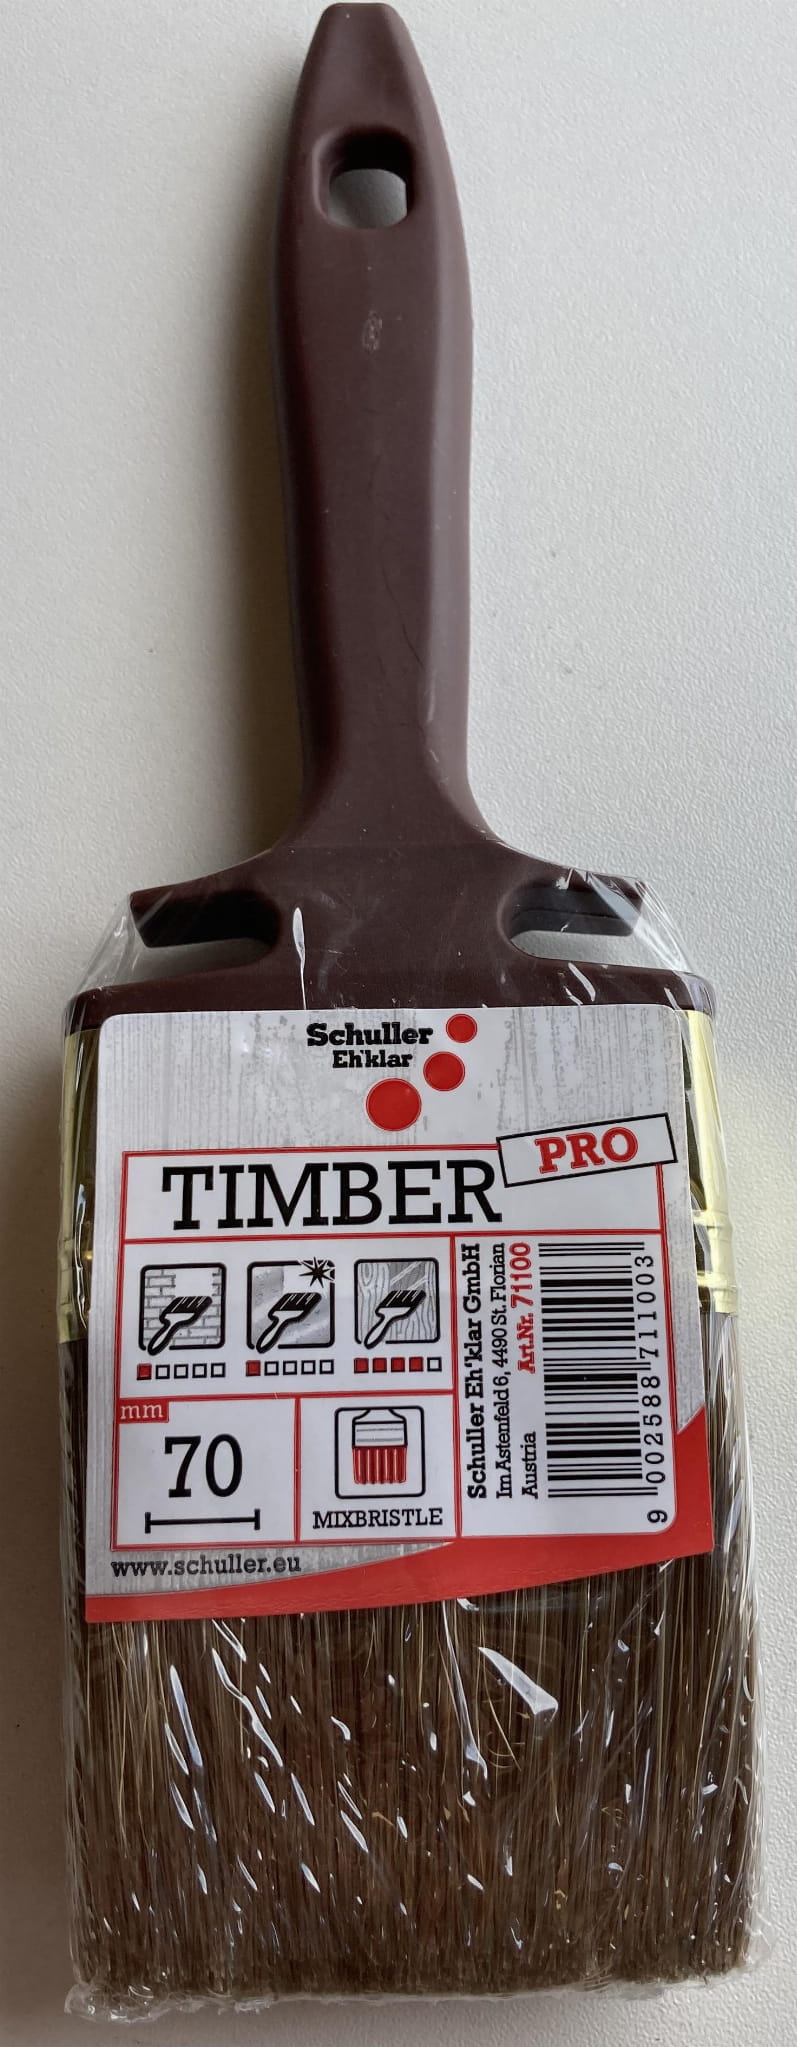 Schuller
Eh'klar
PRO
TIMBER
mm
70
MIXBRISTLE
Schuller Eh'klar GmbH
Im Astenfeld 6, 4490 St. Florian
Austria Art.Nr. 71100
9 002588 711003
www.schuller.eu